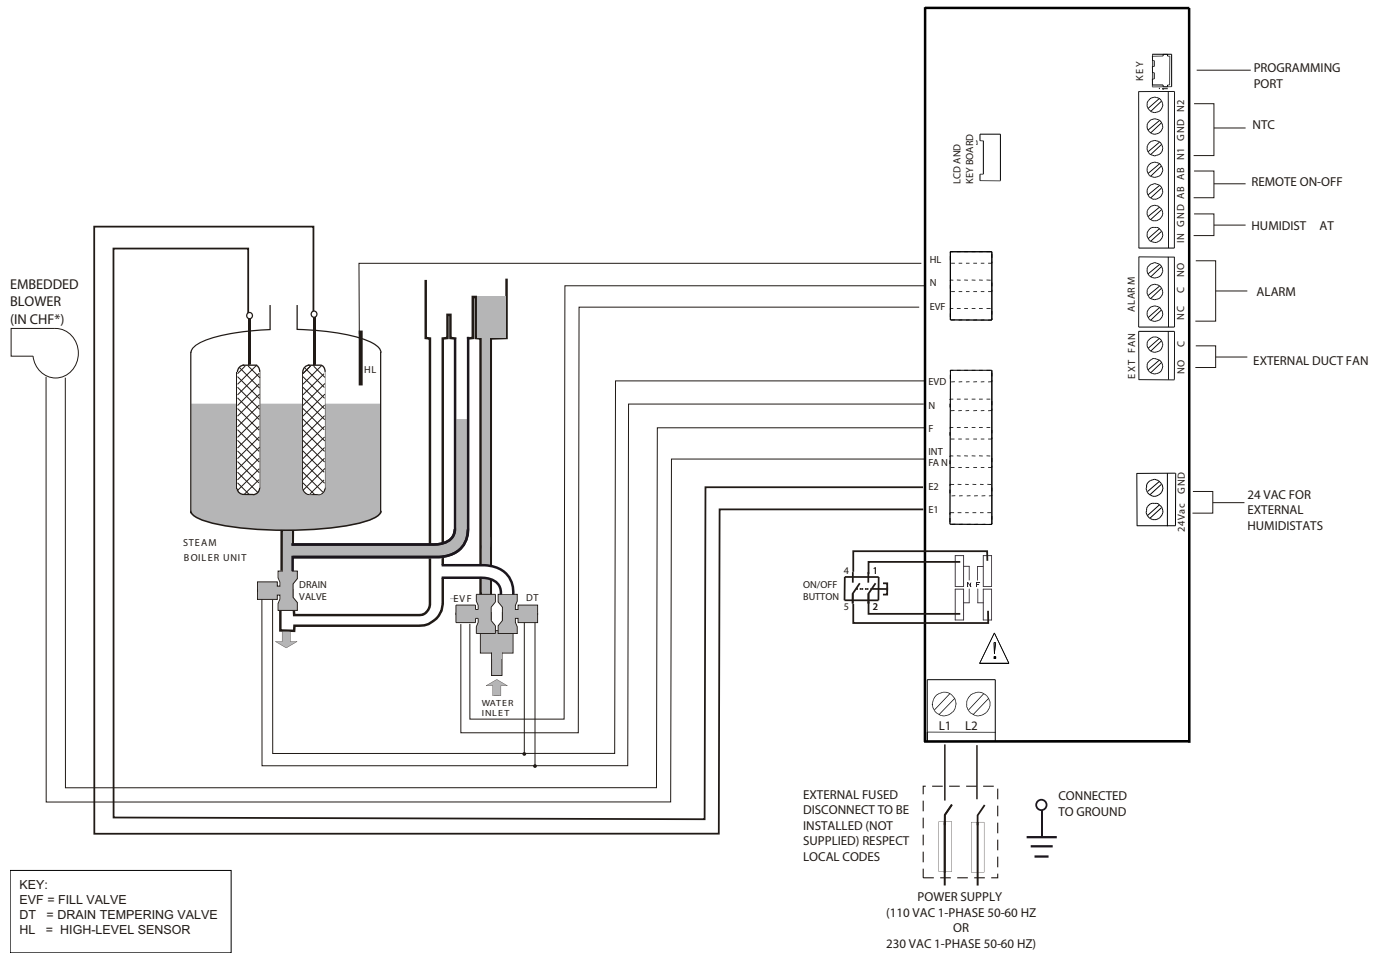 KEY
PROGRAMMING
PORT
N2
GND
N1
AB
AB
GND
IN
NTC
REMOTE ON-OFF
HUMIDIST AT
LCD AND
KEY BOARD
ALARM
NO
C
NC
ALARM
EXT FAN
C
NO
EXTERNAL DUCT FAN
GND
24Vac
24 VAC FOR
EXTERNAL
HUMIDISTATS
HL
N
EVF
EVD
N
F
INT
FAN
E2
E1
EMBEDDED
BLOWER
(IN CHF*)
HL
STEAM
BOILER UNIT
DRAIN
VALVE
EVF
DT
WATER
INLET
ON/OFF
BUTTON
4
1
5
2
N F
!
L1 L2
EXTERNAL FUSED
DISCONNECT TO BE
INSTALLED (NOT
SUPPLIED) RESPECT
LOCAL CODES
CONNECTED
TO GROUND
POWER SUPPLY
(110 VAC 1-PHASE 50-60 HZ
OR
230 VAC 1-PHASE 50-60 HZ)
KEY:
EVF = FILL VALVE
DT = DRAIN TEMPERING VALVE
HL = HIGH-LEVEL SENSOR